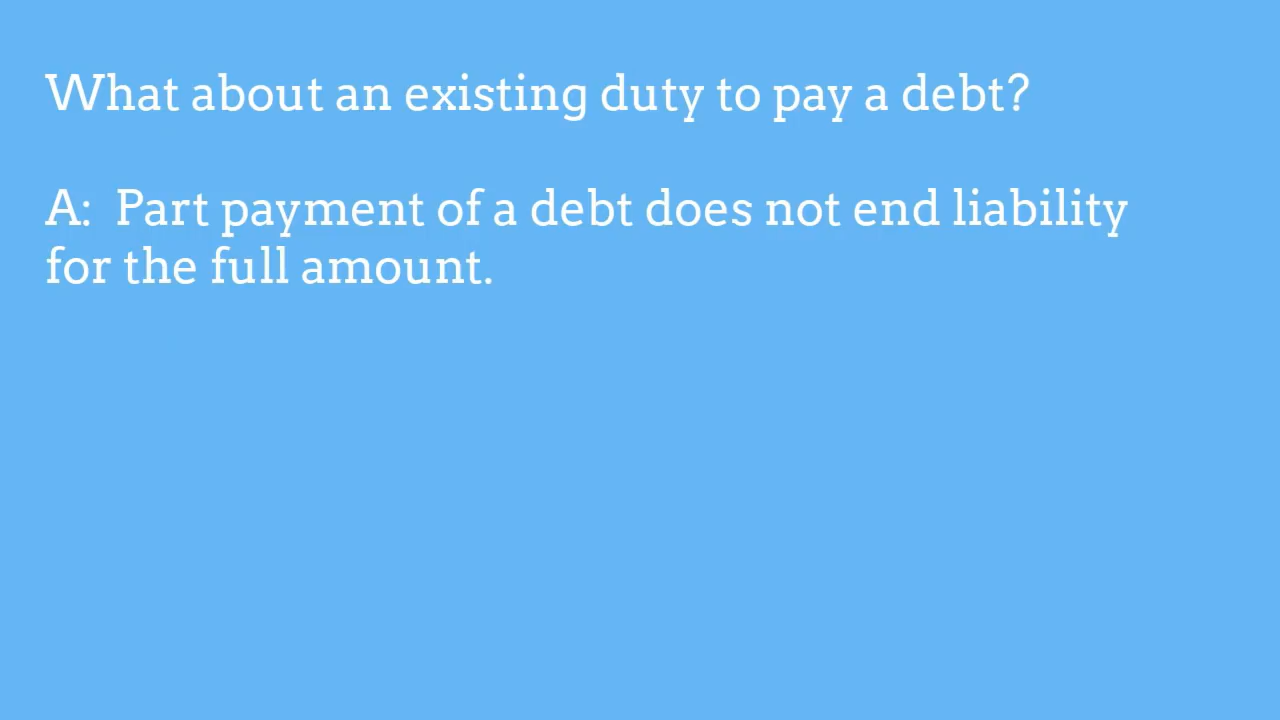 What about an existing duty to pay a debt?
A: Part payment of a debt does not end liability
for the full amount.